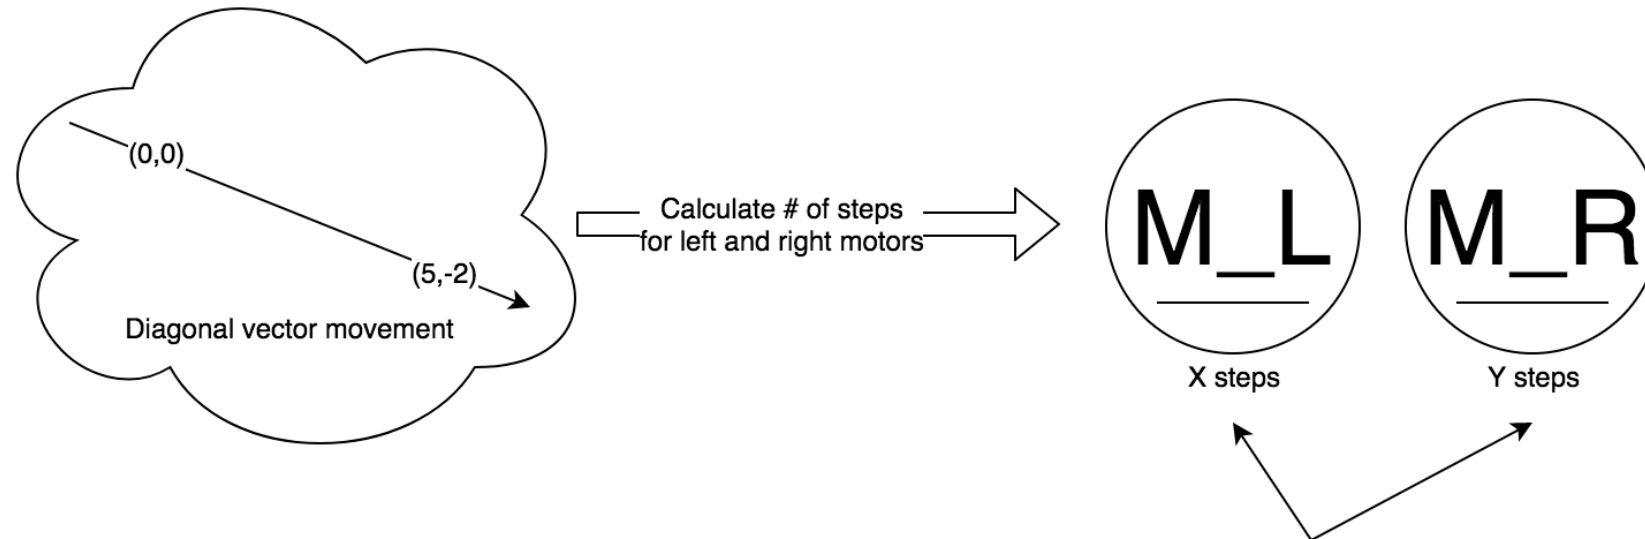 (0,0)
(5,-2)
Diagonal vector movement
Calculate # of steps
for left and right motors
M_L
X steps
M_R
Y steps